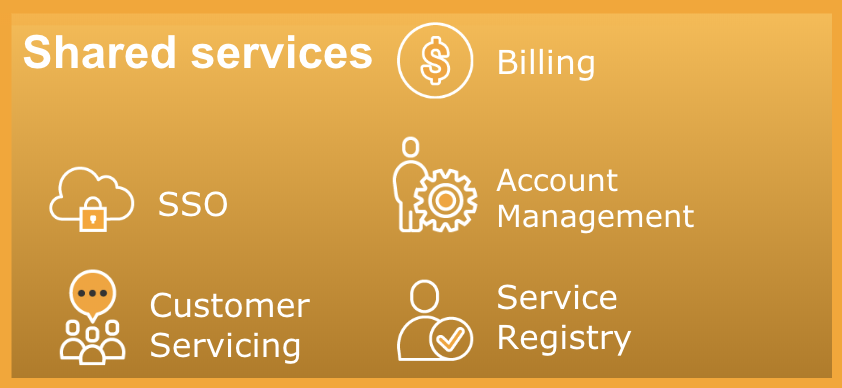 Shared services
Billing
SSO
Account
Management
Customer
Servicing
Service
Registry